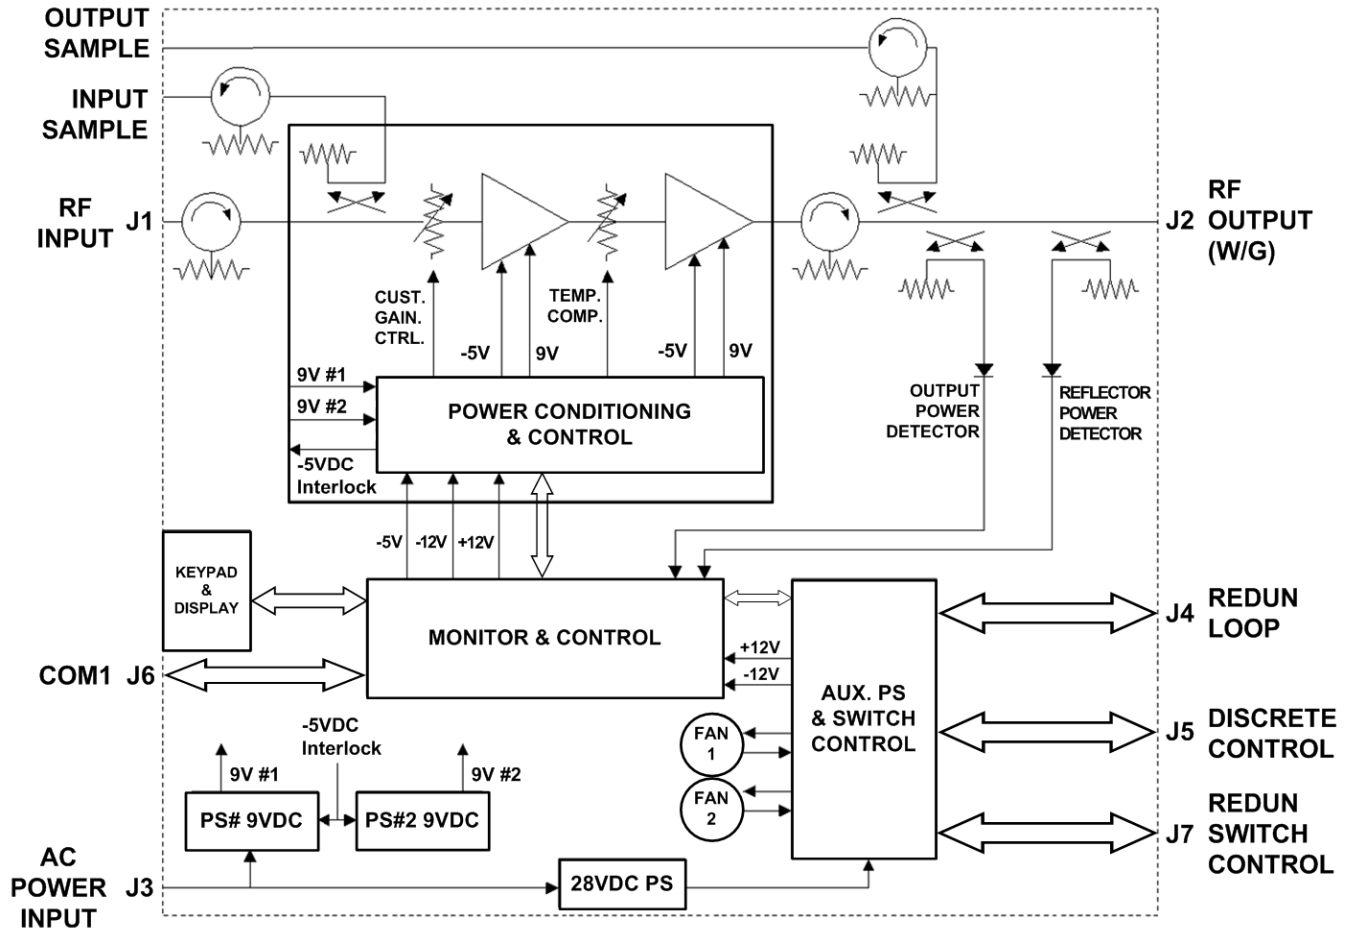 OUTPUT
SAMPLE
INPUT
SAMPLE
RF
INPUT
J1
J2
RF
OUTPUT
(W/G)
CUST.
GAIN.
CTRL.
-5V
9V
TEMP.
COMP.
-5V
9V
9V #1
9V #2
-5VDC
Interlock
POWER CONDITIONING
& CONTROL
OUTPUT
POWER
DETECTOR
REFLECTOR
POWER
DETECTOR
-5V
-12V
+12V
KEYPAD
&
DISPLAY
MONITOR & CONTROL
COM1 J6
+12V
-12V
AUX. PS
& SWITCH
CONTROL
FAN
1
FAN
2
J4
REDUN
LOOP
J5
DISCRETE
CONTROL
J7
REDUN
SWITCH
CONTROL
-5VDC
Interlock
9V #1
9V #2
PS# 9VDC
PS#2 9VDC
AC
POWER
INPUT
J3
28VDC PS